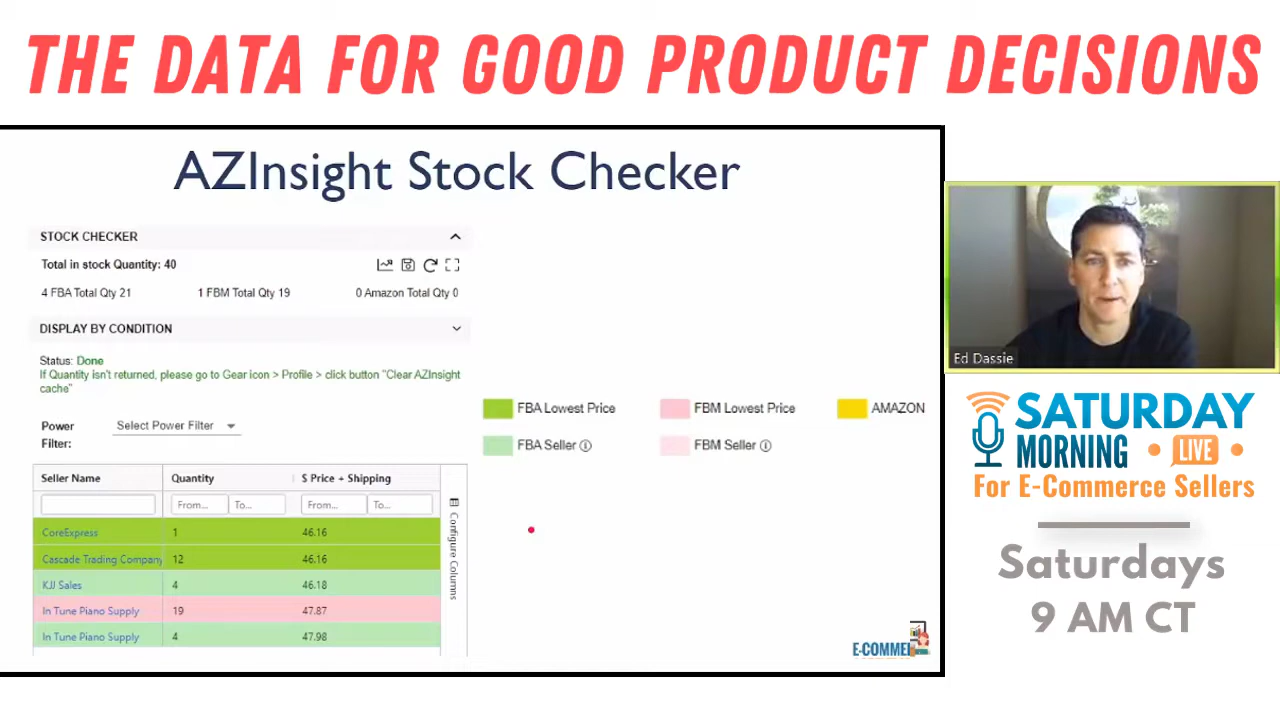 THE DATA FOR GOOD PRODUCT DECISIONS
AZInsight Stock Checker
STOCK CHECKER
Total in stock Quantity: 40
4 FBA Total Qty 21 1 FBM Total Qty 19 0 Amazon Total Qty 0
DISPLAY BY CONDITION
Status: Done
If Quantity isn't returned, please go to Gear icon > Profile > click button "Clear AZInsight
cache"
Power
Filter:
Select Power Filter
Seller Name Quantity $ Price + Shipping
From... To... From... To...
CoreExpress 1 46.16
Cascade Trading Company 12 46.16
KJJ Sales 4 46.18
In Tune Piano Supply 19 47.87
In Tune Piano Supply 4 47.98
Configure Columns
FBA Lowest Price FBM Lowest Price AMAZON
FBA Seller FBM Seller
E-COMME
Ed Dassie
SATURDAY
MORNING LIVE
For E-Commerce Sellers
Saturdays
9 AM CT